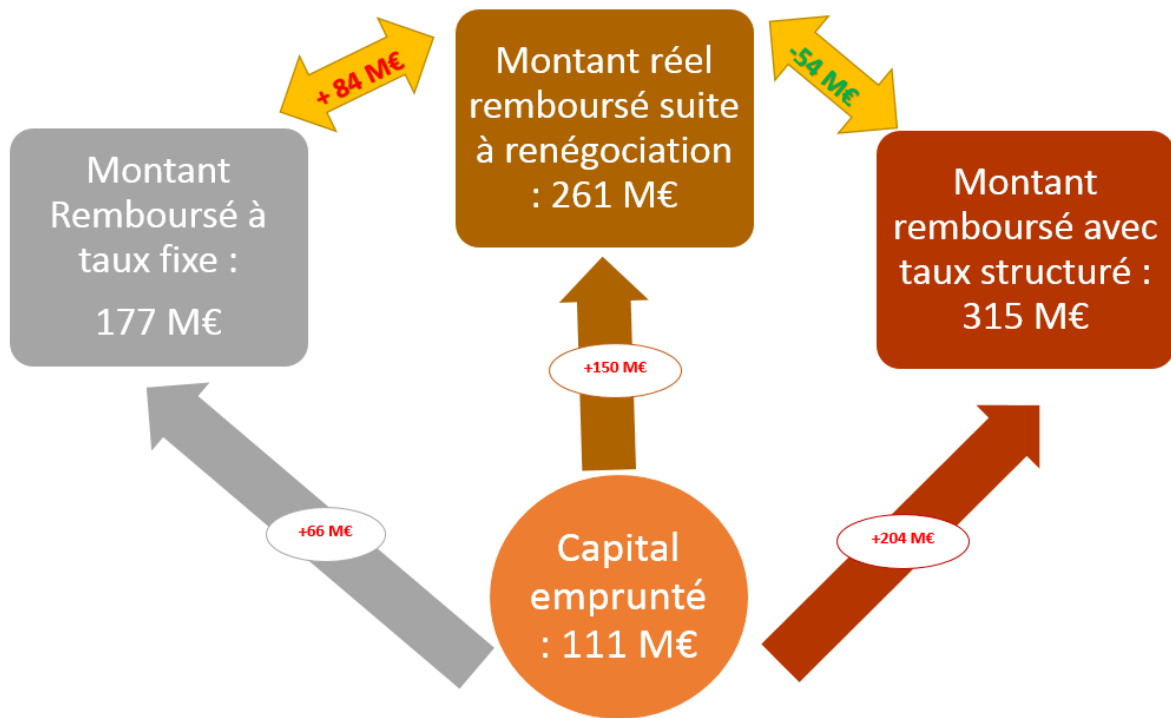 + 84 M€
Montant réel
remboursé suite
à renégociation
: 261 M€
-54 M€
Montant
Remboursé à
taux fixe :
177 M€
Montant
remboursé avec
taux structuré :
315 M€
+150 M€
+66 M€
+204 M€
Capital
emprunté
: 111 M€